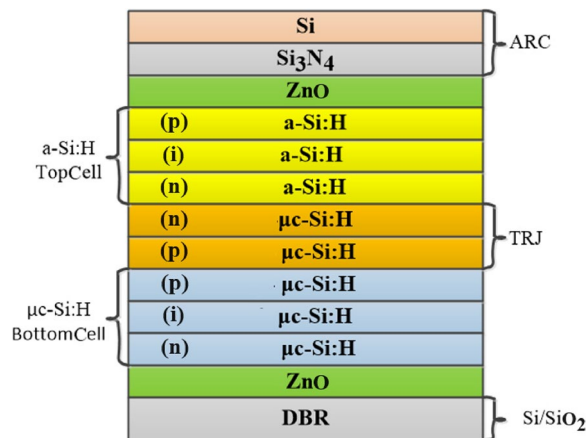 Si
ARC
Si₃N₄
ZnO
(p) a-Si:H
a-Si:H
TopCell
(i) a-Si:H
(n) a-Si:H
(n) μc-Si:H
TRJ
(p) μc-Si:H
(p) μc-Si:H
μc-Si:H
BottomCell
(i) μc-Si:H
(n) μc-Si:H
ZnO
DBR
Si/SiO₂